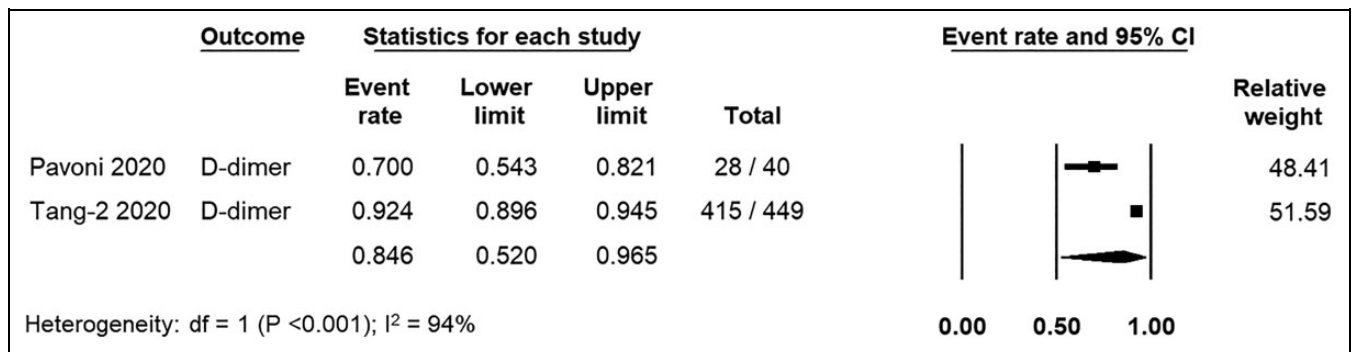 Outcome Statistics for each study Event rate and 95% CI
Event rate Lower limit Upper limit Total Relative weight
Pavoni 2020 D-dimer 0.700 0.543 0.821 28 / 40 48.41
Tang-2 2020 D-dimer 0.924 0.896 0.945 415 / 449 51.59
0.846 0.520 0.965
Heterogeneity: df = 1 (P <0.001); I² = 94% 0.00 0.50 1.00